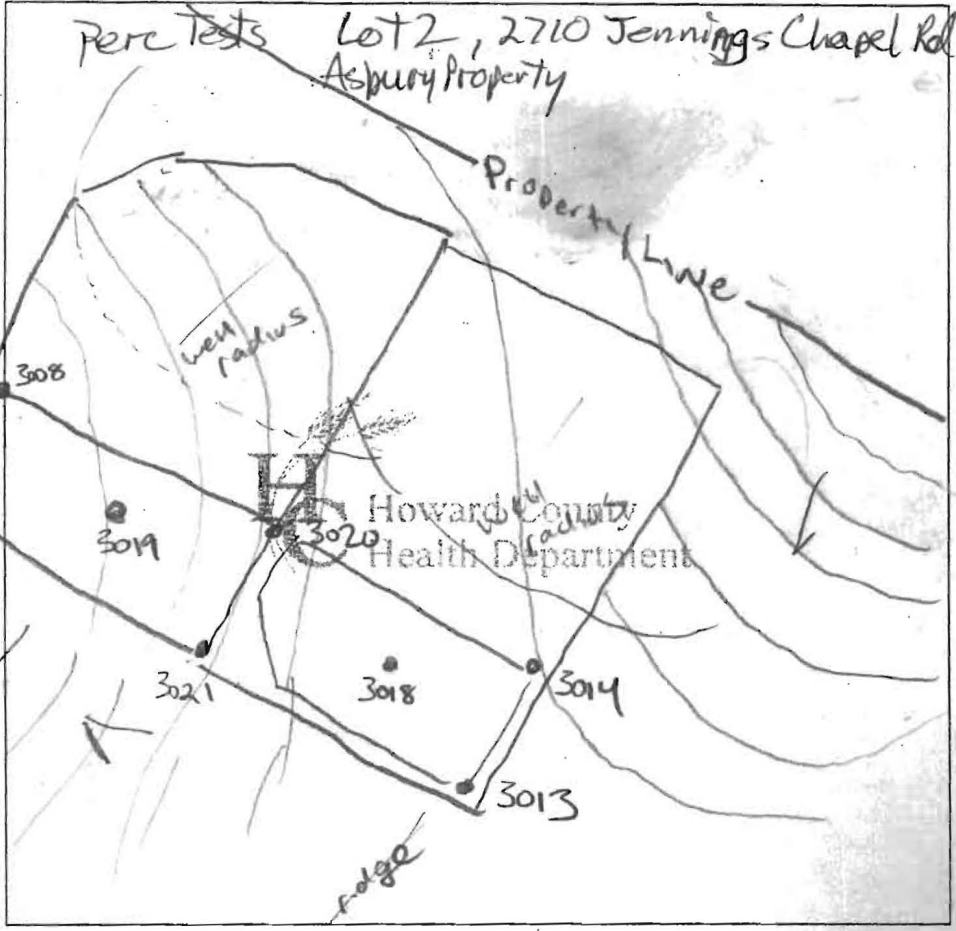 Perc Tests Lot 2, 2710 Jennings Chapel Rd
Asbury Property
Property Line
well radius
3008
HC
Howard County
Health Department
well radius
3019
3020
3021
3018
3014
3013
ridge